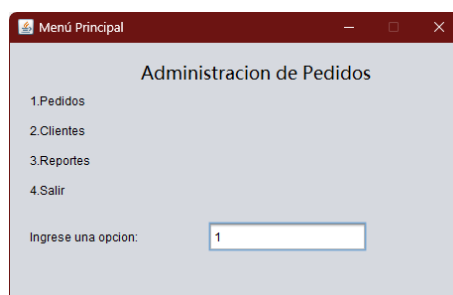 Menú Principal
Administracion de Pedidos
1.Pedidos
2.Clientes
3.Reportes
4.Salir
Ingrese una opcion: 1